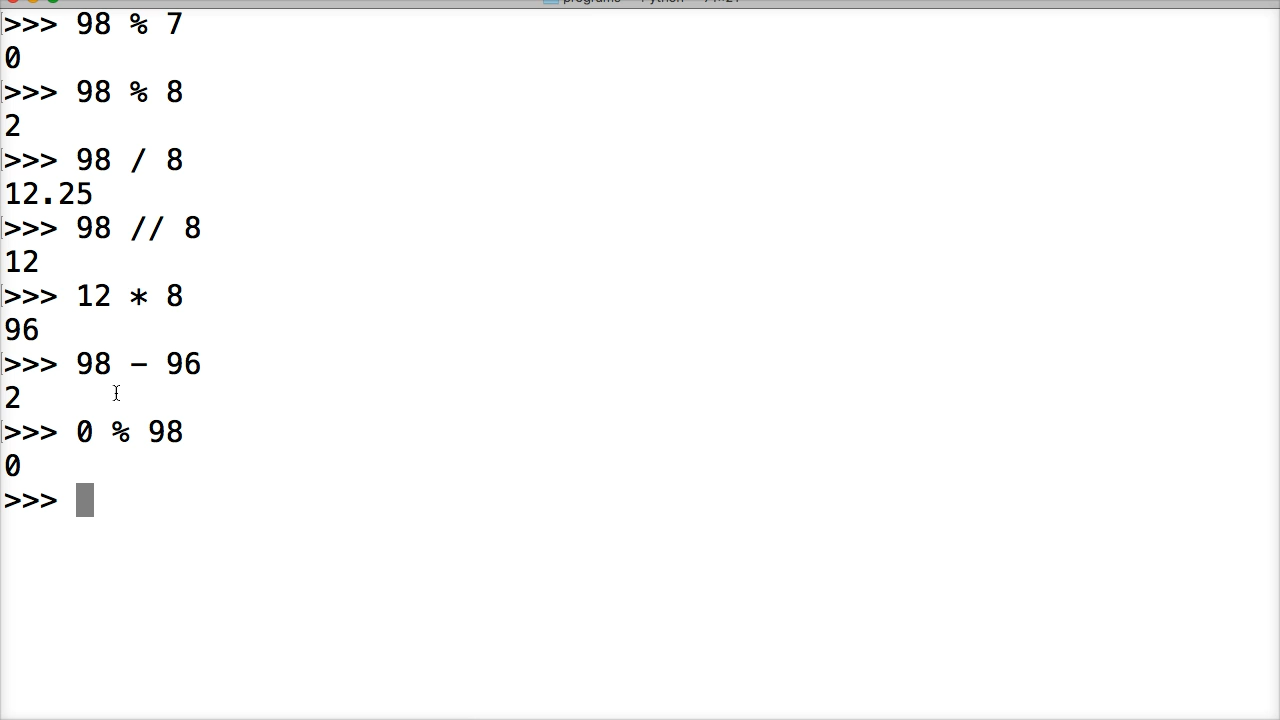 >>> 98 % 7
0
>>> 98 % 8
2
>>> 98 / 8
12.25
>>> 98 // 8
12
>>> 12 * 8
96
>>> 98 - 96
2
>>> 0 % 98
0
>>>